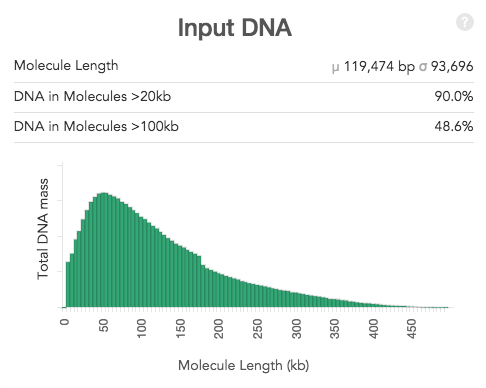 Input DNA
?
Molecule Length μ 119,474 bp σ 93,696
DNA in Molecules >20kb 90.0%
DNA in Molecules >100kb 48.6%
Total DNA mass
0 50 100 150 200 250 300 350 400 450
Molecule Length (kb)